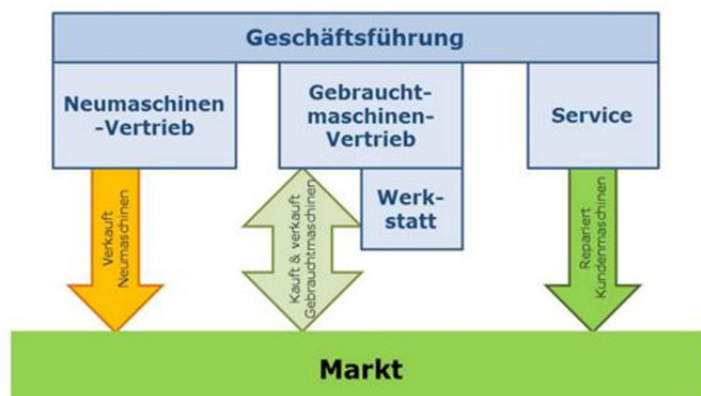 Geschäftsführung
Neumaschinen
-Vertrieb
Gebraucht-
maschinen-
Vertrieb
Service
Werk-
statt
Verkauft
Neumaschinen
Kauft & verkauft
Gebrauchtmaschinen
Repariert
Kundenmaschinen
Markt